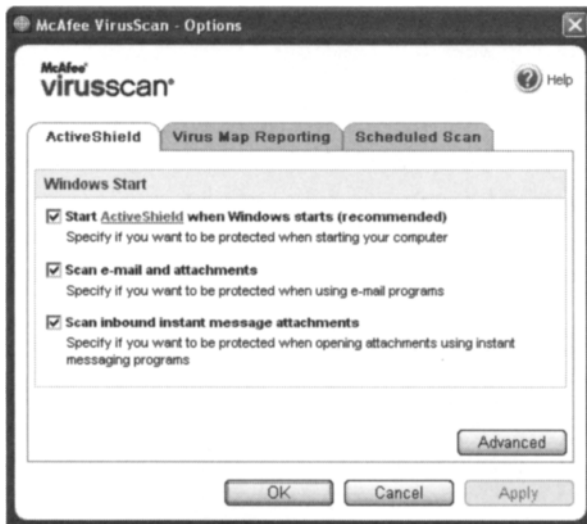 McAfee VirusScan - Options
McAfee®
virusscan®
Help
ActiveShield
Virus Map Reporting
Scheduled Scan
Windows Start
Start ActiveShield when Windows starts (recommended)
Specify if you want to be protected when starting your computer
Scan e-mail and attachments
Specify if you want to be protected when using e-mail programs
Scan inbound instant message attachments
Specify if you want to be protected when opening attachments using instant
messaging programs
Advanced
OK
Cancel
Apply